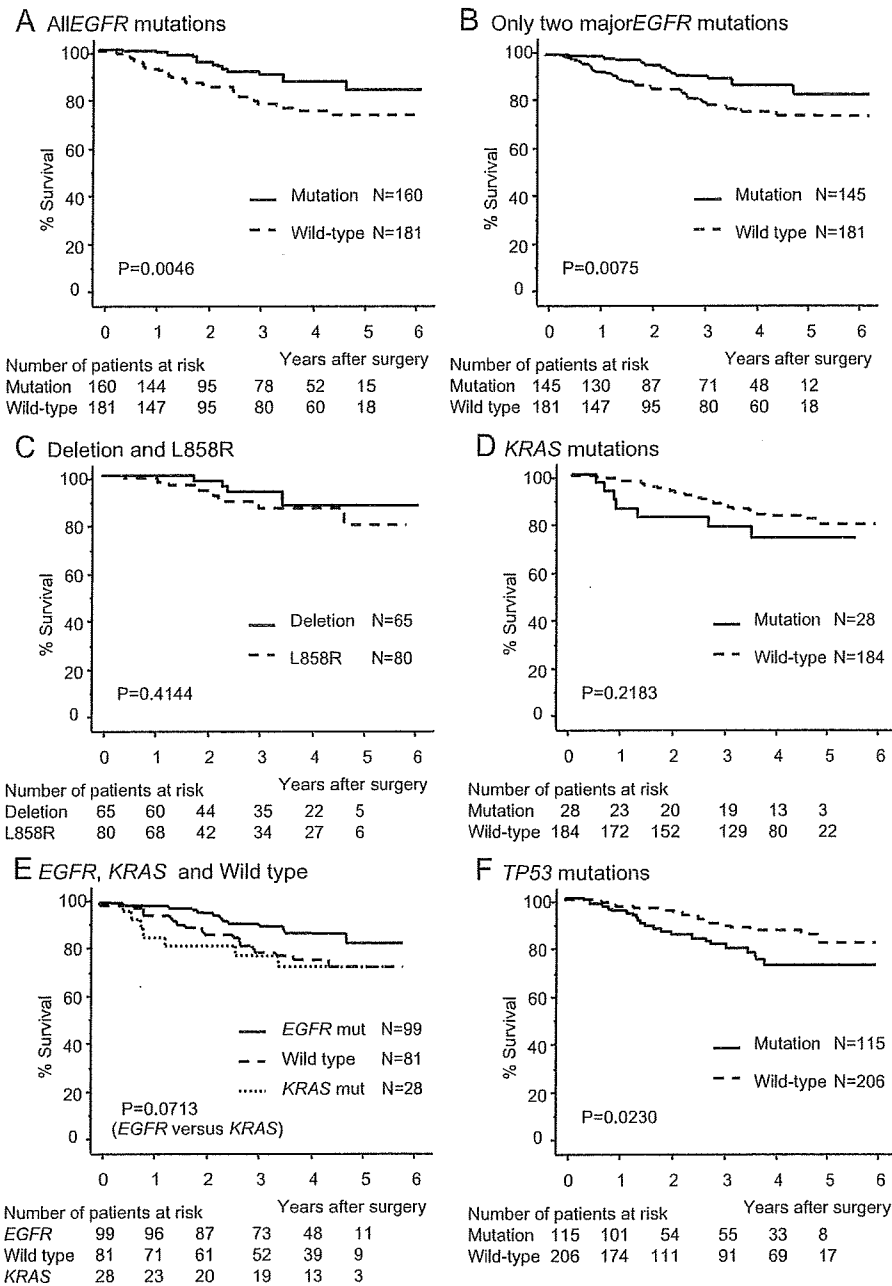 A AllEGFR mutations
100
80
60
40
20
0
% Survival
Mutation N=160
Wild-type N=181
P=0.0046
0 1 2 3 4 5 6
Years after surgery
Number of patients at risk
Mutation 160 144 95 78 52 15
Wild-type 181 147 95 80 60 18
B Only two majorEGFR mutations
100
80
60
40
20
0
% Survival
Mutation N=145
Wild type N=181
P=0.0075
0 1 2 3 4 5 6
Years after surgery
Number of patients at risk
Mutation 145 130 87 71 48 12
Wild type 181 147 95 80 60 18
C Deletion and L858R
100
80
60
40
20
0
% Survival
Deletion N=65
L858R N=80
P=0.4144
0 1 2 3 4 5 6
Years after surgery
Number of patients at risk
Deletion 65 60 44 35 22 5
L858R 80 68 42 34 27 6
D KRAS mutations
100
80
60
40
20
0
% Survival
Mutation N=28
Wild-type N=184
P=0.2183
0 1 2 3 4 5 6
Years after surgery
Number of patients at risk
Mutation 28 23 20 19 13 3
Wild-type 184 172 152 129 80 22
E EGFR, KRAS and Wild type
100
80
60
40
20
0
% Survival
EGFR mut N=99
Wild type N=81
KRAS mut N=28
P=0.0713
(EGFR versus KRAS)
0 1 2 3 4 5 6
Years after surgery
Number of patients at risk
EGFR 99 96 87 73 48 11
Wild type 81 71 61 52 39 9
KRAS 28 23 20 19 13 3
F TP53 mutations
100
80
60
40
20
0
% Survival
Mutation N=115
Wild-type N=206
P=0.0230
0 1 2 3 4 5 6
Years after surgery
Number of patients at risk
Mutation 115 101 54 55 33 8
Wild-type 206 174 111 91 69 17